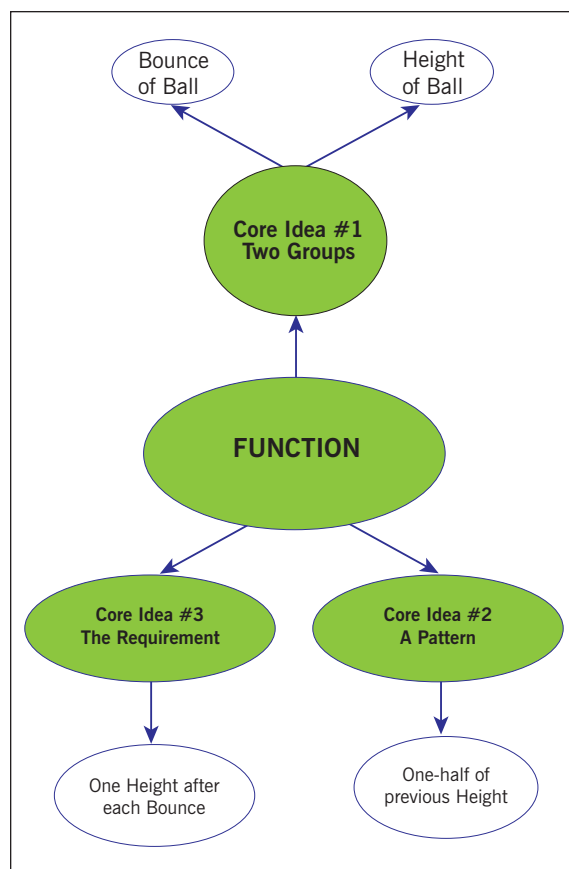 Bounce
of Ball
Height
of Ball
Core Idea #1
Two Groups
FUNCTION
Core Idea #3
The Requirement
Core Idea #2
A Pattern
One Height after
each Bounce
One-half of
previous Height